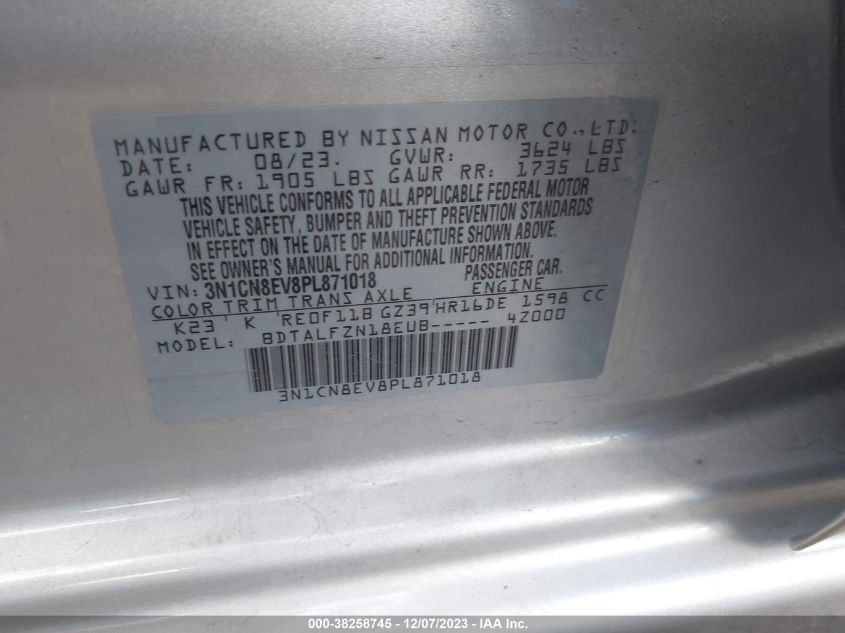 MANUFACTURED BY NISSAN MOTOR CO.,LTD.
DATE: 08/23. GVWR: 3624 LBS
GAWR FR: 1905 LBS GAWR RR: 1735 LBS
THIS VEHICLE CONFORMS TO ALL APPLICABLE FEDERAL MOTOR
VEHICLE SAFETY, BUMPER AND THEFT PREVENTION STANDARDS
IN EFFECT ON THE DATE OF MANUFACTURE SHOWN ABOVE.
SEE OWNER'S MANUAL FOR ADDITIONAL INFORMATION.
VIN: 3N1CN8EV8PL871018 PASSENGER CAR.
COLOR TRIM TRANS AXLE ENGINE
K23 K RE0F11B GZ39 HR16DE 1598 CC
MODEL: BDTALFZN18EUB----- 4Z000
3N1CN8EV8PL871018
000-38258745 - 12/07/2023 - IAA Inc.